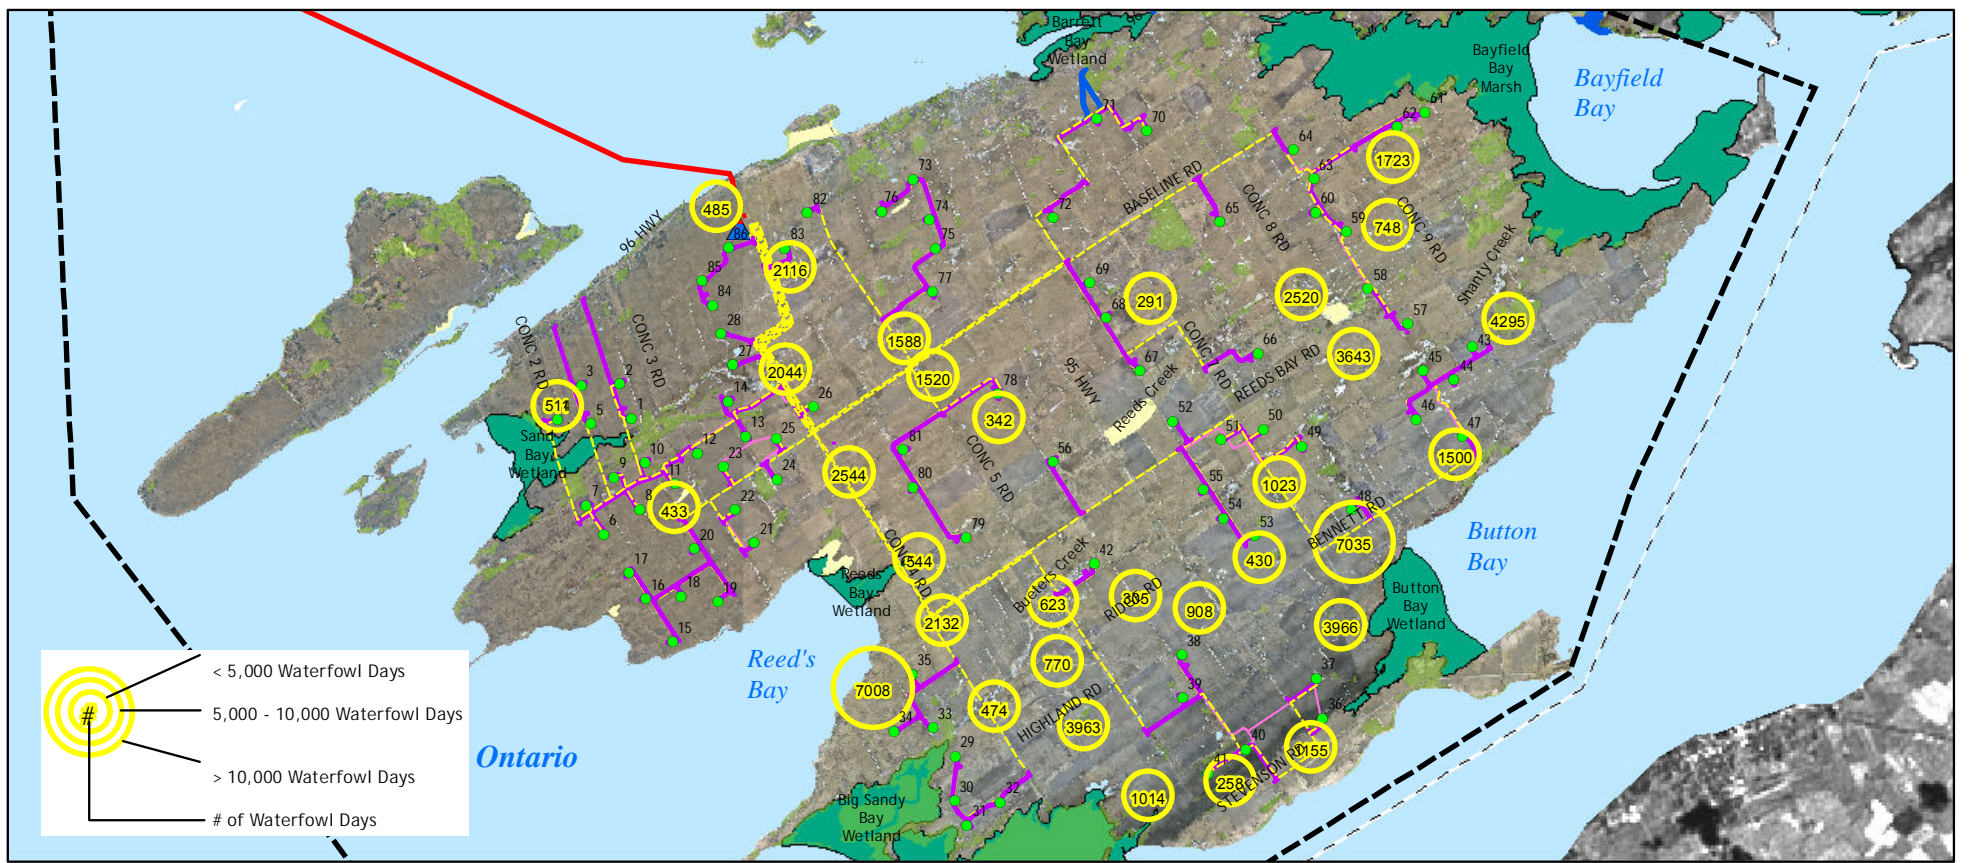 Barrett
Bay
Wetland
96
Bayfield
Bay
Marsh
Bayfield
Bay
71
70
61
62
64
1723
63
73
76
82
74
72
BASELINE RD
65
CONC 8 RD
60
59
748
CONC 9 RD
485
96 HWY
86
83
2116
75
77
85
84
69
68
291
2520
58
57
Shanty Creek
4295
CONC 2 RD
CONC 3 RD
28
27
2044
1588
1520
95 HWY
67
CONC 7 RD
66
REEDS BAY RD
3643
43
45
44
3
2
511
5
1
14
26
78
342
Reeds Creek
52
51
50
49
46
47
1500
Sand
Bay
Wetland
13
25
12
10
11
23
24
9
2544
81
80
CONC 5 RD
56
55
54
53
1023
7
8
433
6
22
21
20
79
48
BENNETT RD
7035
430
Button
Bay
17
16
18
19
15
CONC 4 RD
544
Reeds
Bay
Wetland
2132
42
Bueters Creek
623
305
RIDER RD
908
3966
Button
Bay
Wetland
Reed's
Bay
35
7008
34
33
474
770
HIGHLAND RD
3963
38
39
37
36
1155
40
41
258
STEVENSON RD
1014
29
30
31
32
Big Sandy
Bay
Wetland
Ontario
< 5,000 Waterfowl Days
5,000 - 10,000 Waterfowl Days
#
> 10,000 Waterfowl Days
# of Waterfowl Days